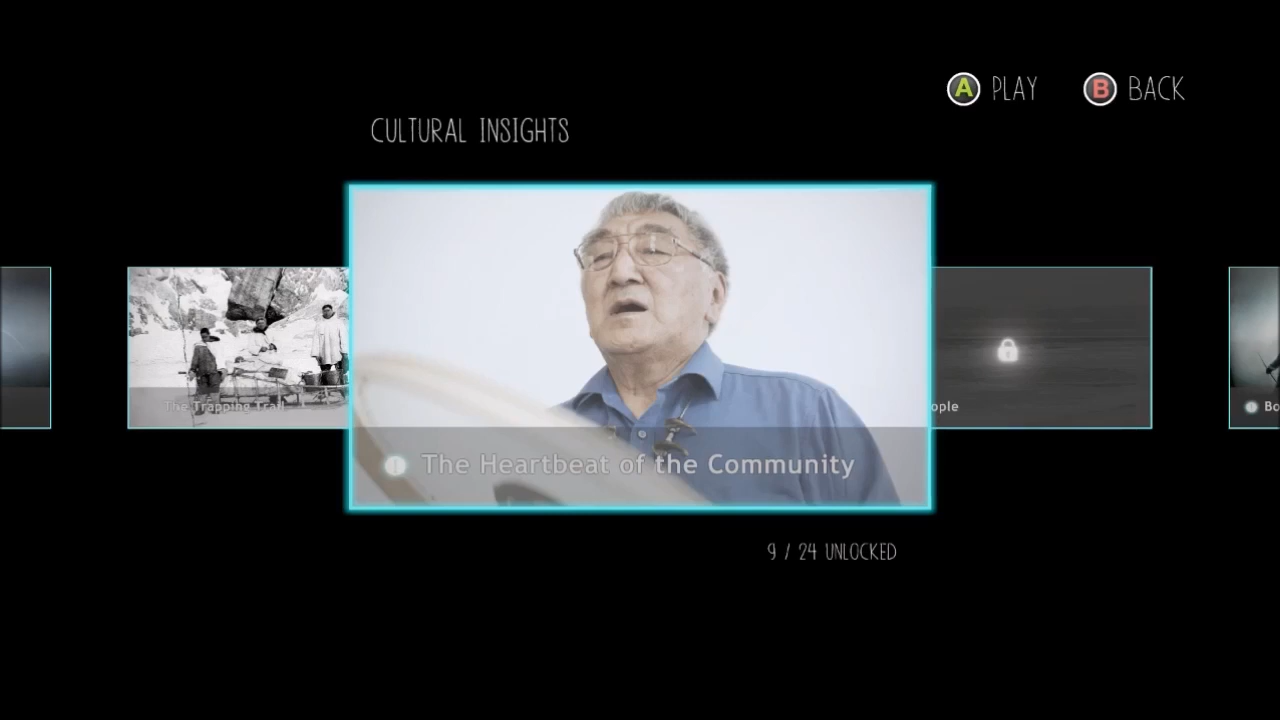 A PLAY B BACK
CULTURAL INSIGHTS
The Trapping Trail
The Heartbeat of the Community
ople
Bo
9 / 24 UNLOCKED